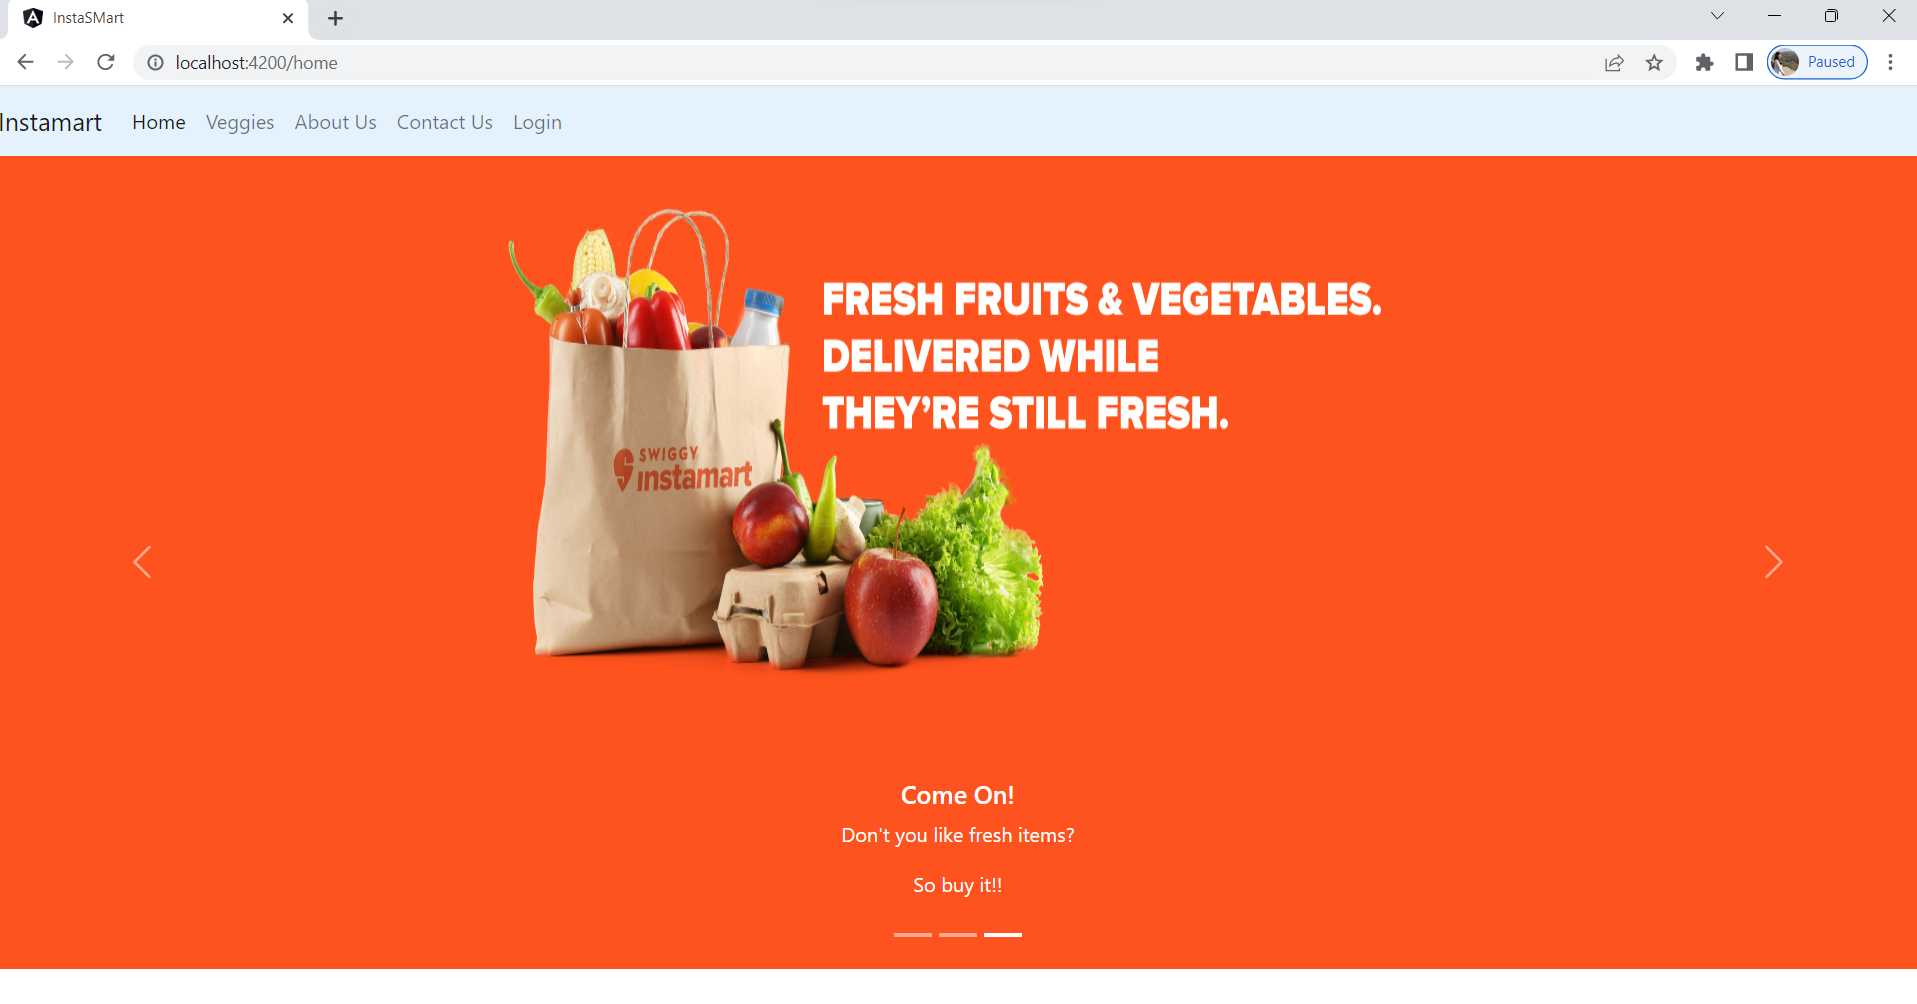 InstaSMart
localhost:4200/home
Paused
Instamart Home Veggies About Us Contact Us Login
FRESH FRUITS & VEGETABLES.
DELIVERED WHILE
THEY'RE STILL FRESH.
SWIGGY
instamart
Come On!
Don't you like fresh items?
So buy it!!